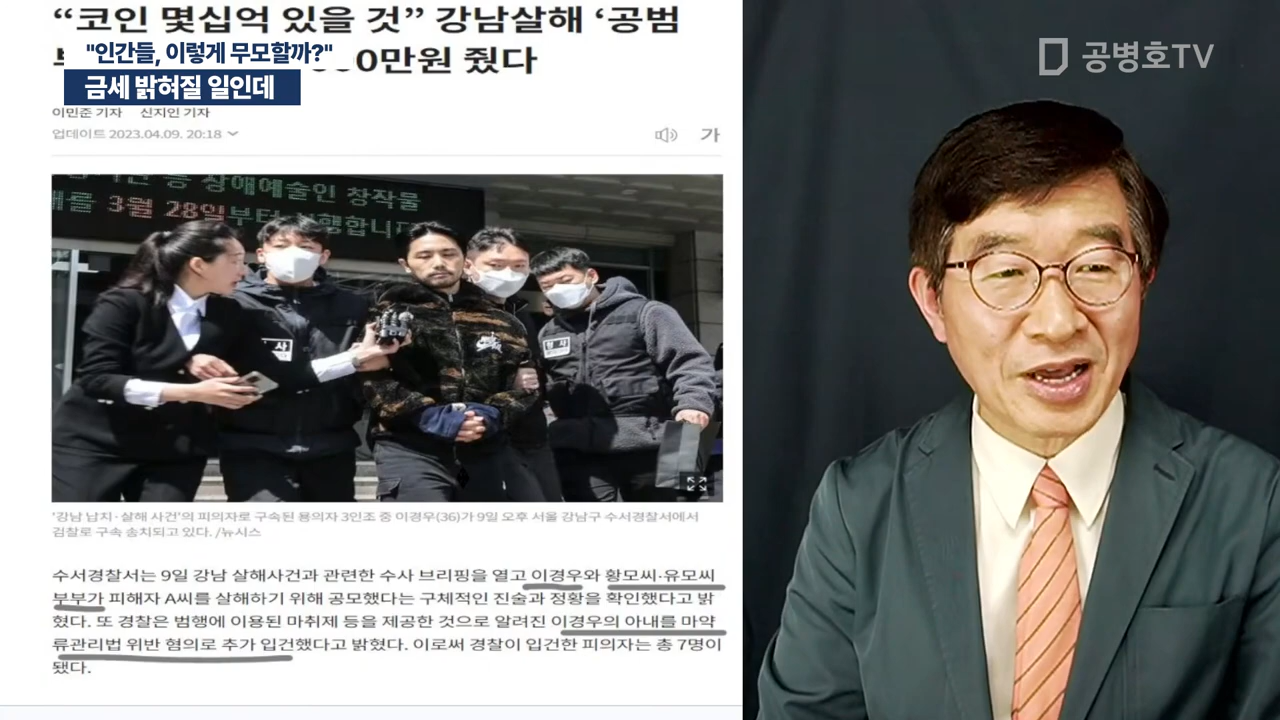 “코인 몇십억 있을 것” 강남살해 ‘공범
"인간들, 이렇게 무모할까?"
0만원 줬다
금세 밝혀질 일인데
공병호TV
이민준 기자 신지인 기자
업데이트 2023.04.09. 20:18
가
장애예술인 창작물
3월 28일부터
'강남 납치·살해 사건'의 피의자로 구속된 용의자 3인조 중 이경우(36)가 9일 오후 서울 강남구 수서경찰서에서
검찰로 구속 송치되고 있다. /뉴시스
수서경찰서는 9일 강남 살해사건과 관련한 수사 브리핑을 열고 이경우와 황모씨·유모씨
부부가 피해자 A씨를 살해하기 위해 공모했다는 구체적인 진술과 정황을 확인했다고 밝
혔다. 또 경찰은 범행에 이용된 마취제 등을 제공한 것으로 알려진 이경우의 아내를 마약
류관리법 위반 혐의로 추가 입건했다고 밝혔다. 이로써 경찰이 입건한 피의자는 총 7명이
됐다.